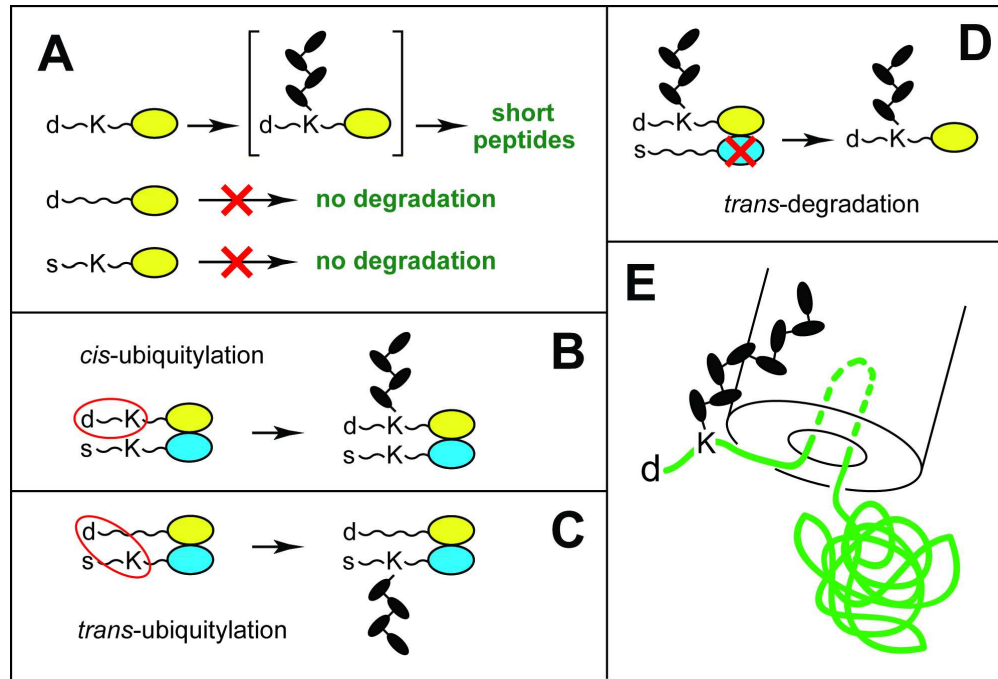 A
d K
d K
short
peptides
d
no degradation
s K
no degradation
cis-ubiquitylation
B
d K
s K
d K
s K
d
s K
d
s K
C
trans-ubiquitylation
D
d K
s
d K
trans-degradation
E
K
d